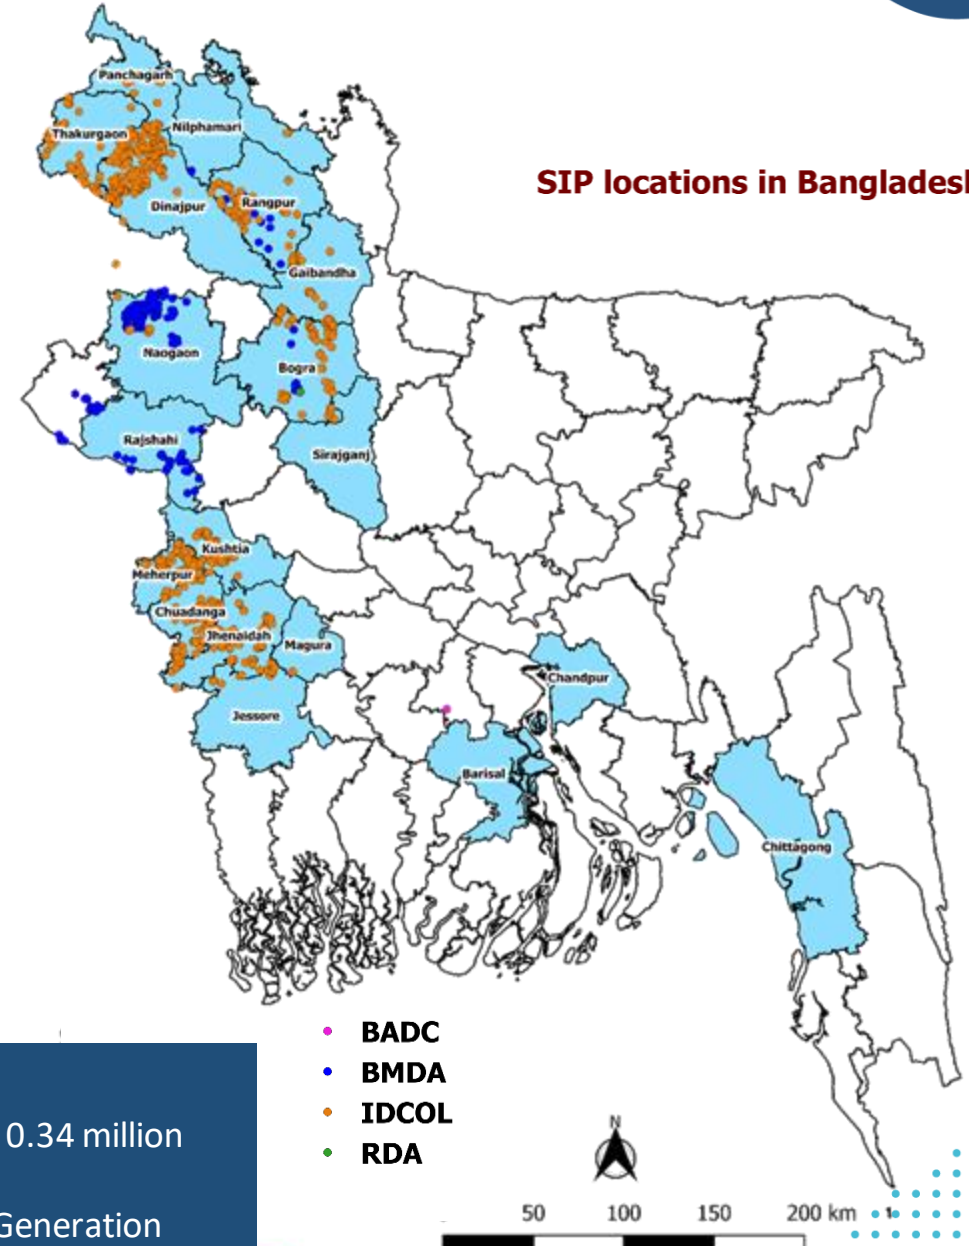 SIP locations in Bangladesh
Panchagarh
Thakurgaon
Nilphamari
Dinajpur
Rangpur
Gaibandha
Naogaon
Bogra
Rajshahi
Sirajganj
Kushtia
Meherpur
Chuadanga
Jhenaidah
Magura
Jessore
Chandpur
Barisal
Chittagong
BADC
BMDA
IDCOL
RDA
0.34 million
Generation
N
50 100 150 200 km